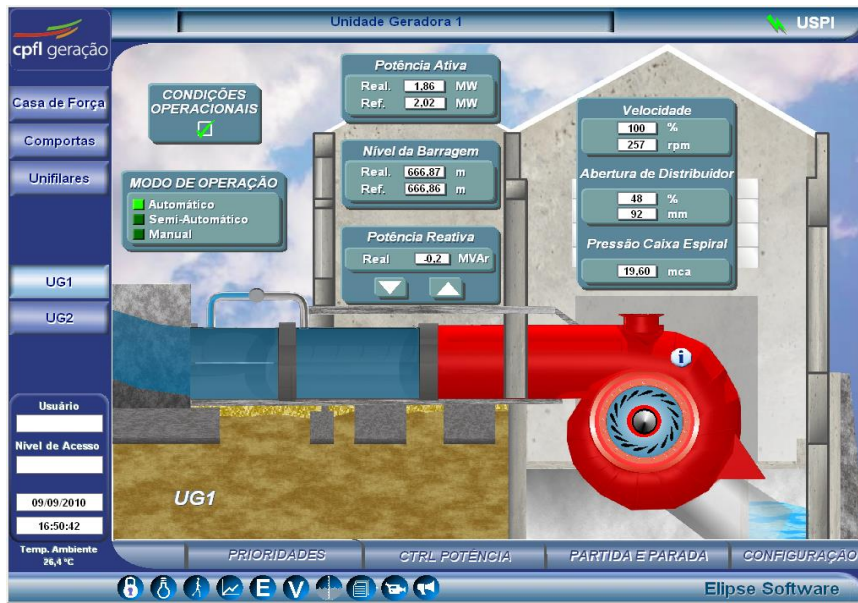 Unidade Geradora 1
USPI
cpfl geração
Casa de Força
Comportas
Unifilares
UG1
UG2
CONDIÇÕES
OPERACIONAIS
MODO DE OPERAÇÃO
Automático
Semi-Automático
Manual
Potência Ativa
Real. 1,86 MW
Ref. 2,02 MW
Nível da Barragem
Real. 666,87 m
Ref. 666,86 m
Potência Reativa
Real -0,2 MVAr
Velocidade
100 %
257 rpm
Abertura de Distribuidor
48 %
92 mm
Pressão Caixa Espiral
19,60 mca
i
UG1
Usuário
Nível de Acesso
09/09/2010
16:50:42
Temp. Ambiente
26,4 °C
PRIORIDADES
CTRL POTÊNCIA
PARTIDA E PARADA
CONFIGURAÇÃO
E V
Elipse Software